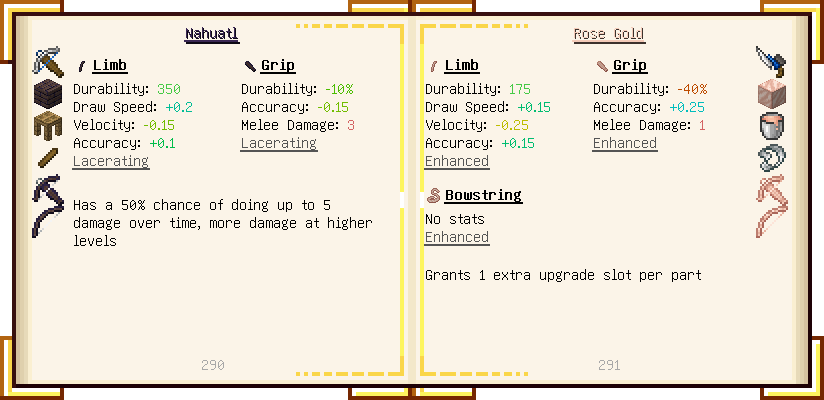 Nahuatl
Limb
Durability: 350
Draw Speed: +0.2
Velocity: -0.15
Accuracy: +0.1
Lacerating
Grip
Durability: -10%
Accuracy: -0.15
Melee Damage: 3
Lacerating
Has a 50% chance of doing up to 5
damage over time, more damage at higher
levels
290
Rose Gold
Limb
Durability: 175
Draw Speed: +0.15
Velocity: -0.25
Accuracy: +0.15
Enhanced
Grip
Durability: -40%
Accuracy: +0.25
Melee Damage: 1
Enhanced
Bowstring
No stats
Enhanced
Grants 1 extra upgrade slot per part
291